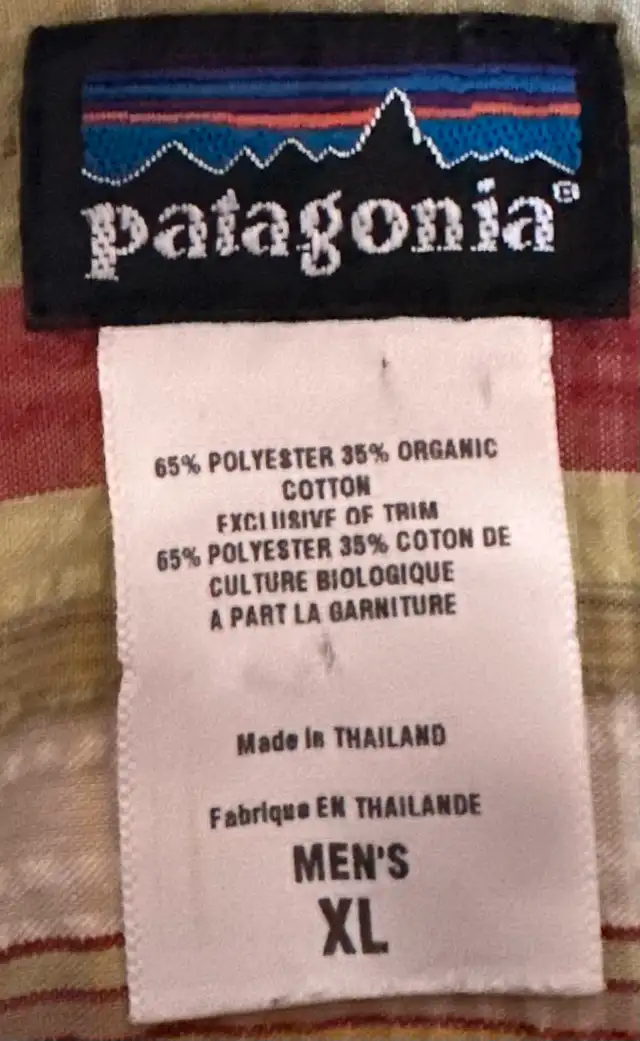 patagonia®
65% POLYESTER 35% ORGANIC
COTTON
EXCLUSIVE OF TRIM
65% POLYESTER 35% COTON DE
CULTURE BIOLOGIQUE
A PART LA GARNITURE
Made in THAILAND
Fabrique EN THAILANDE
MEN'S
XL